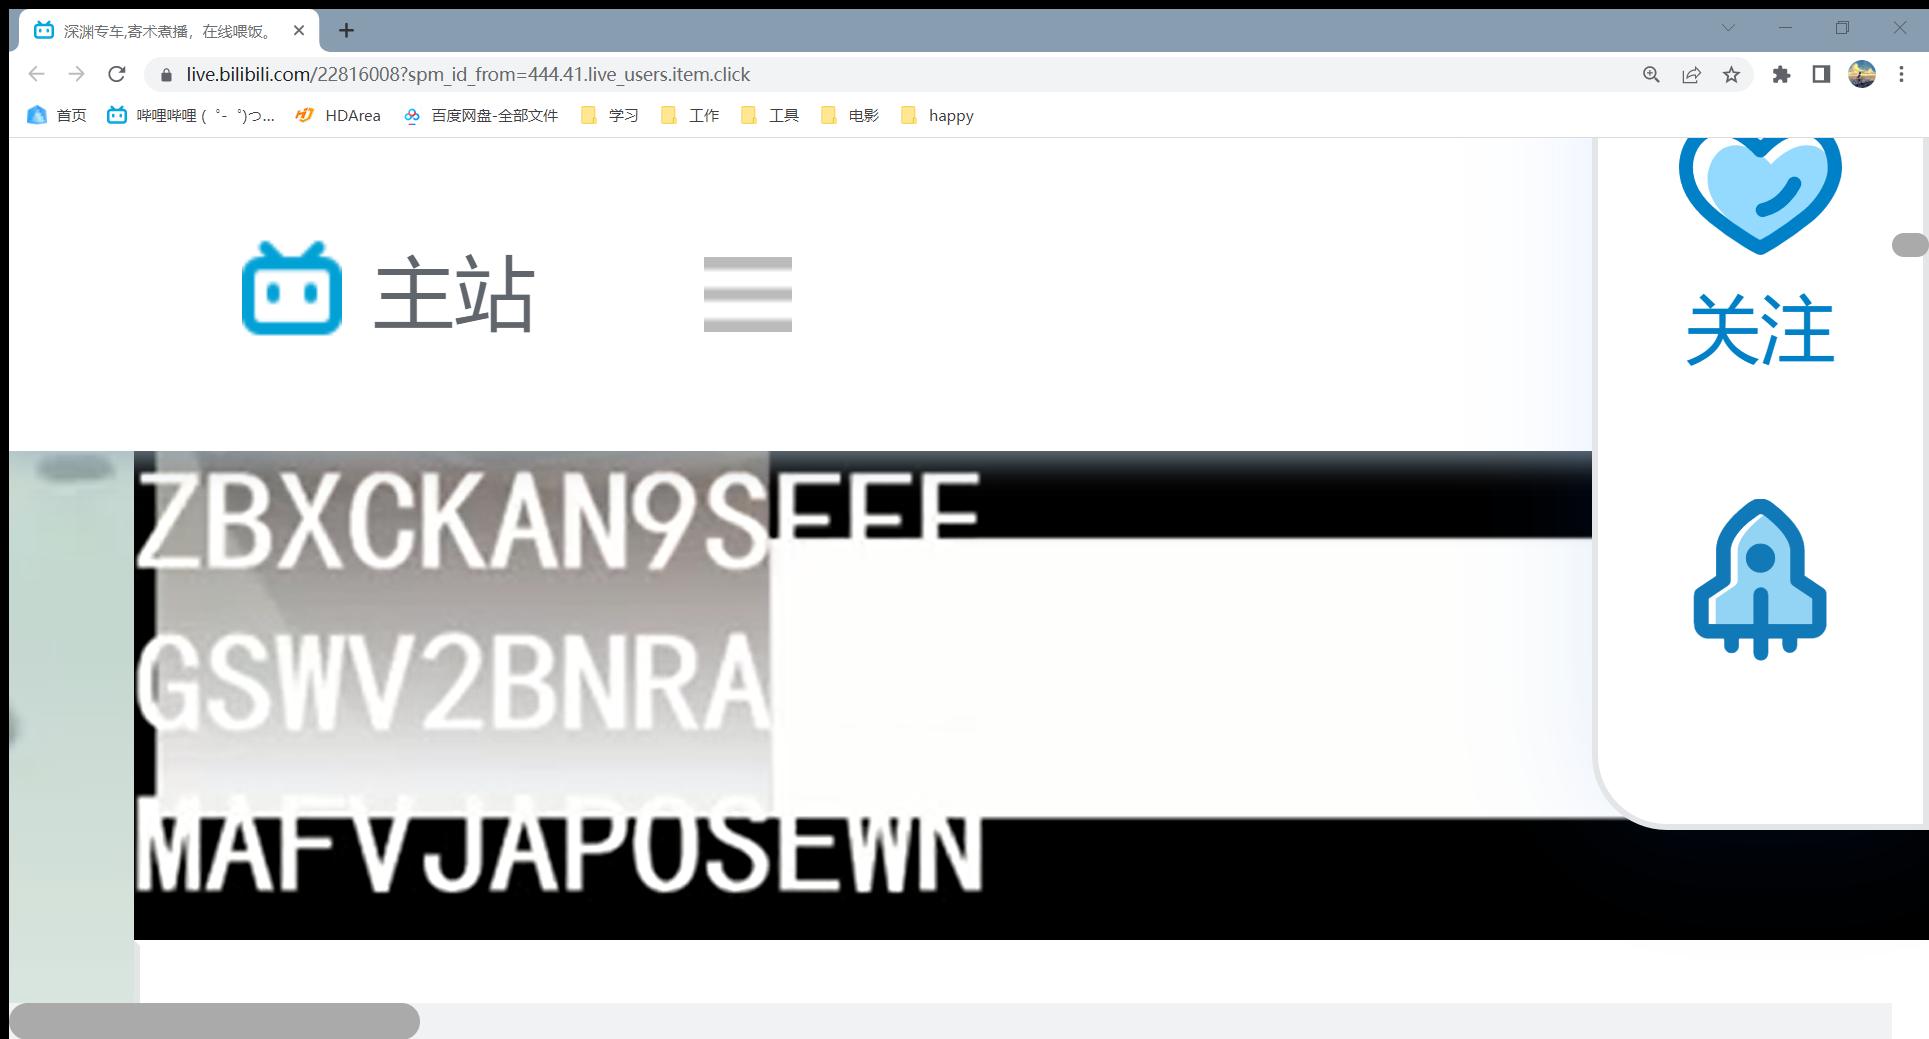 深渊专车,寄术煮播，在线喂饭。
live.bilibili.com/22816008?spm_id_from=444.41.live_users.item.click
首页 哔哩哔哩 ( ゜- ゜)つ... HDArea 百度网盘-全部文件 学习 工作 工具 电影 happy
主站
关注
GSWV2BNRA
MAFVJAPOSEWN